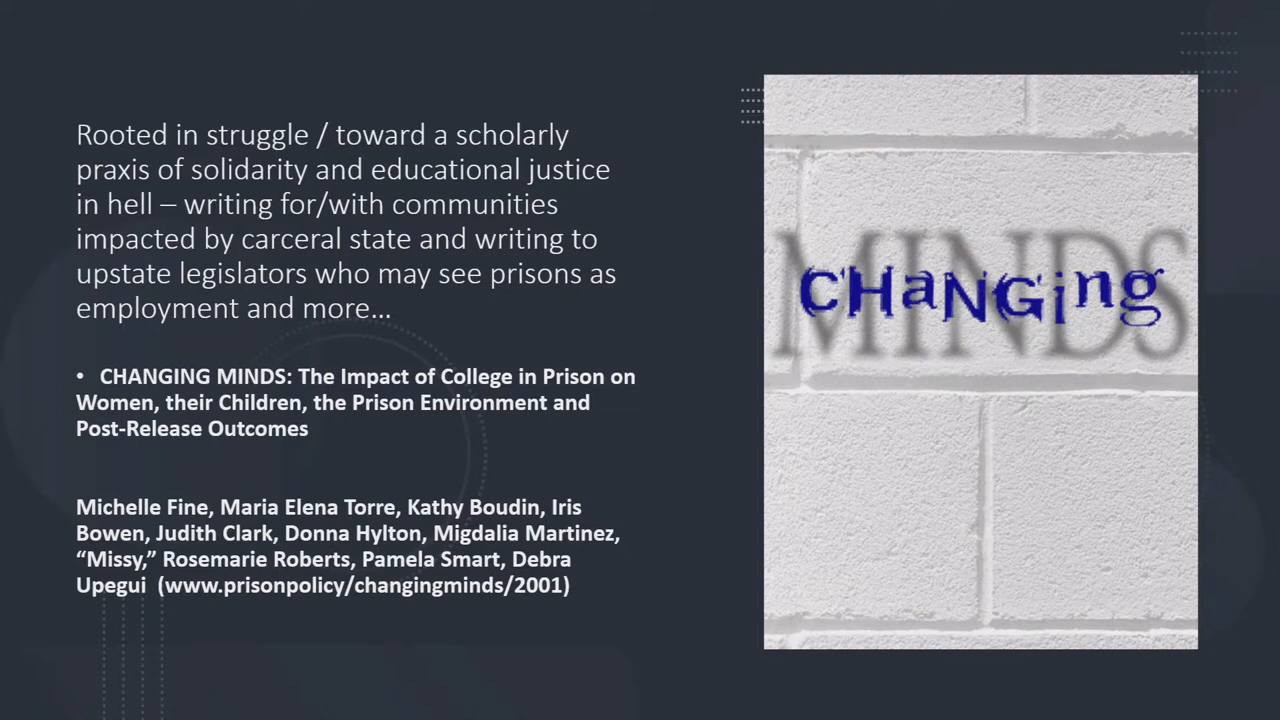 Rooted in struggle / toward a scholarly
praxis of solidarity and educational justice
in hell – writing for/with communities
impacted by carceral state and writing to
upstate legislators who may see prisons as
employment and more…
• CHANGING MINDS: The Impact of College in Prison on
Women, their Children, the Prison Environment and
Post-Release Outcomes
Michelle Fine, Maria Elena Torre, Kathy Boudin, Iris
Bowen, Judith Clark, Donna Hylton, Migdalia Martinez,
“Missy,” Rosemarie Roberts, Pamela Smart, Debra
Upegui (www.prisonpolicy/changingminds/2001)
CHaNGing
MINDS